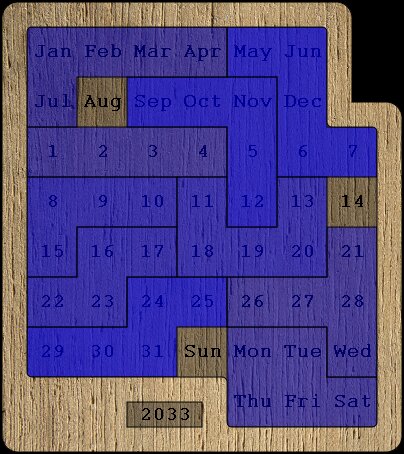 Jan Feb Mar Apr May Jun
Jul Aug Sep Oct Nov Dec
1 2 3 4 5 6 7
8 9 10 11 12 13 14
15 16 17 18 19 20 21
22 23 24 25 26 27 28
29 30 31 Sun Mon Tue Wed
Thu Fri Sat
2033